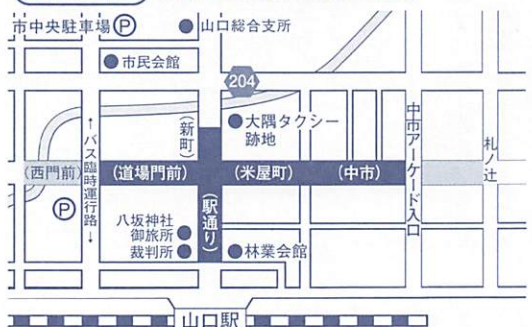 市中央駐車場 P
山口総合支所
市民会館
204
(新町)
大隅タクシー
跡地
←バス臨時運行路→
中市アーケード入口
札ノ辻
(西門前)
(道場門前)
(米屋町)
(中市)
P
(駅通り)
八坂神社
御旅所
裁判所
林業会館
山口駅